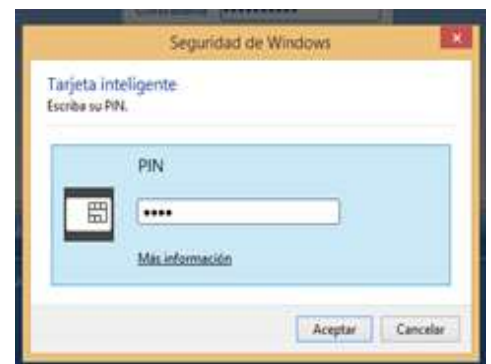 Seguridad de Windows
Tarjeta inteligente
Escriba su PIN.
PIN
••••
Más información
Aceptar
Cancelar